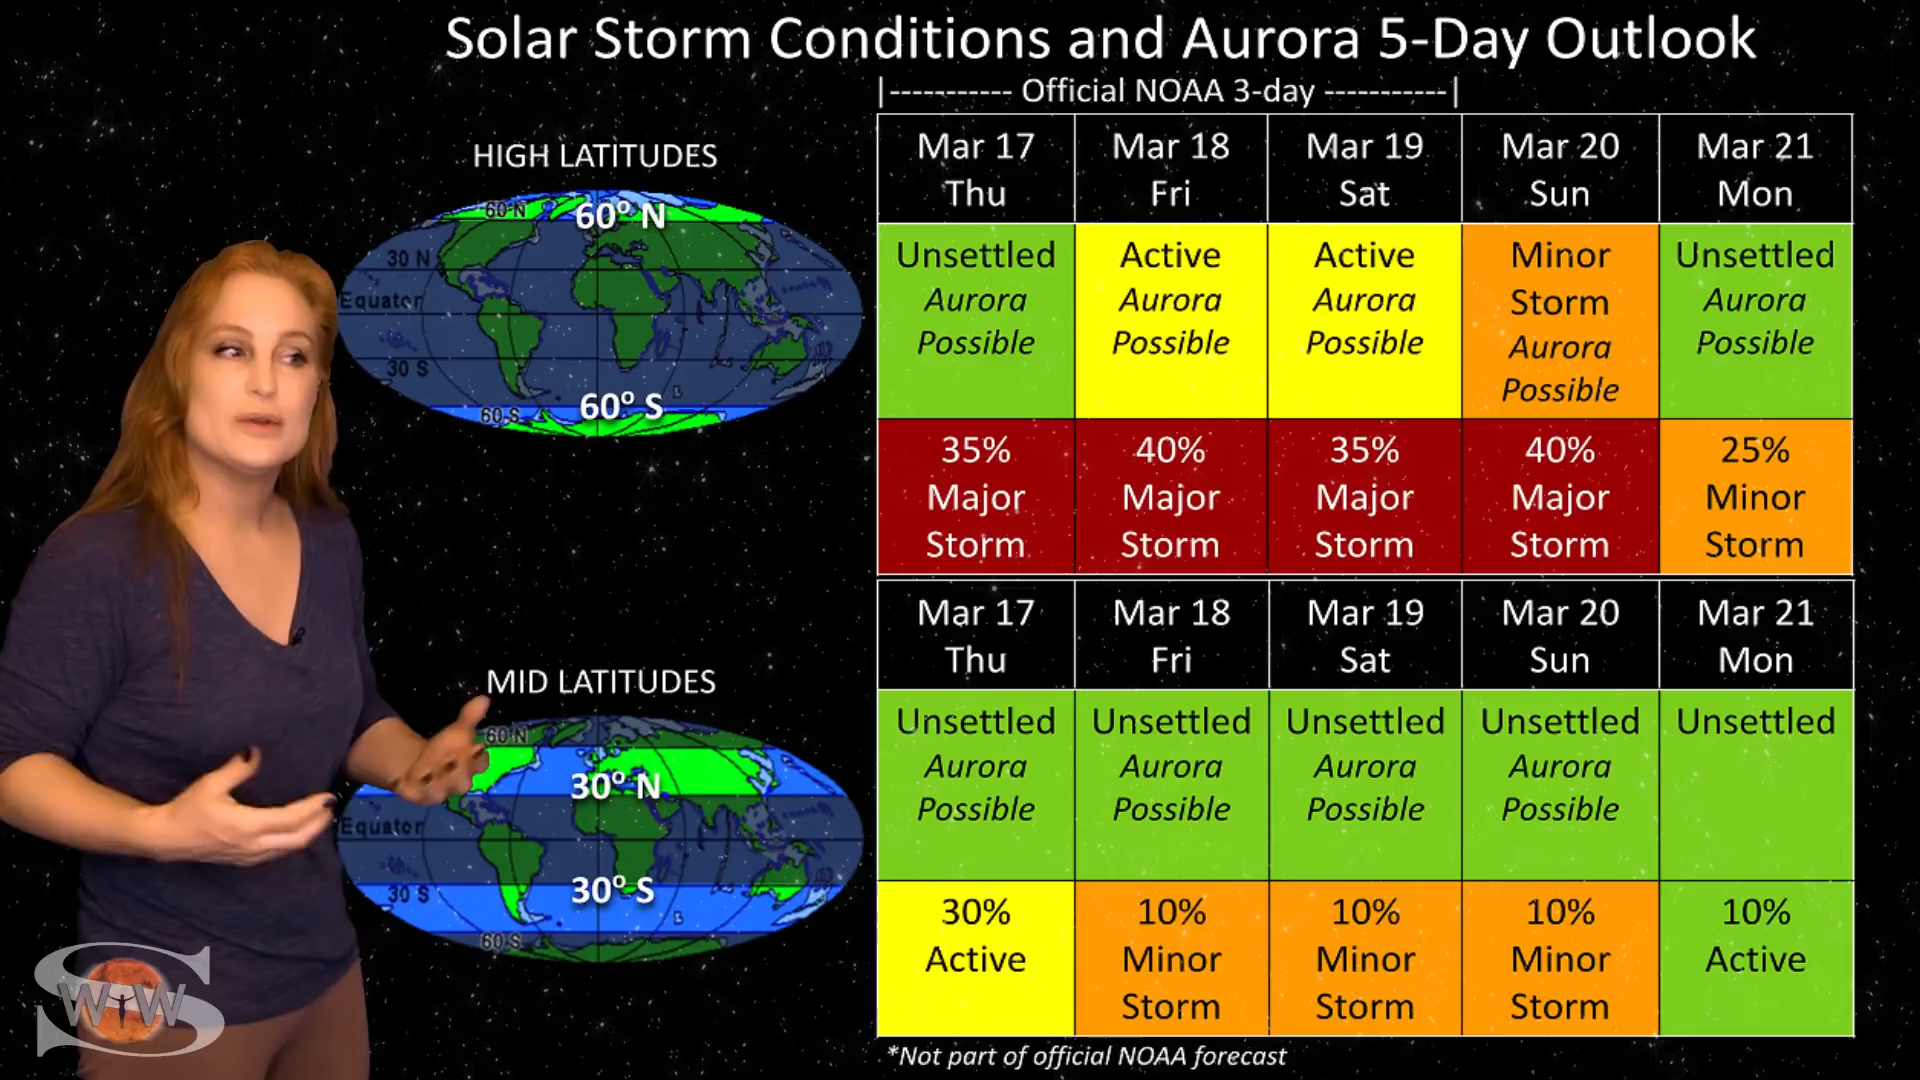 Solar Storm Conditions and Aurora 5-Day Outlook
|----------- Official NOAA 3-day -----------|
HIGH LATITUDES
60 N
60º N
30 N
Equator
30 S
60 S
60º S
Mar 17 Mar 18 Mar 19 Mar 20 Mar 21
Thu Fri Sat Sun Mon
Unsettled
Aurora
Possible
Active
Aurora
Possible
Active
Aurora
Possible
Minor
Storm
Aurora
Possible
Unsettled
Aurora
Possible
35%
Major
Storm
40%
Major
Storm
35%
Major
Storm
40%
Major
Storm
25%
Minor
Storm
MID LATITUDES
60 N
30º N
Equator
30 S
30º S
60 S
Mar 17 Mar 18 Mar 19 Mar 20 Mar 21
Thu Fri Sat Sun Mon
Unsettled
Aurora
Possible
Unsettled
Aurora
Possible
Unsettled
Aurora
Possible
Unsettled
Aurora
Possible
Unsettled
30%
Active
10%
Minor
Storm
10%
Minor
Storm
10%
Minor
Storm
10%
Active
*Not part of official NOAA forecast
SWTW